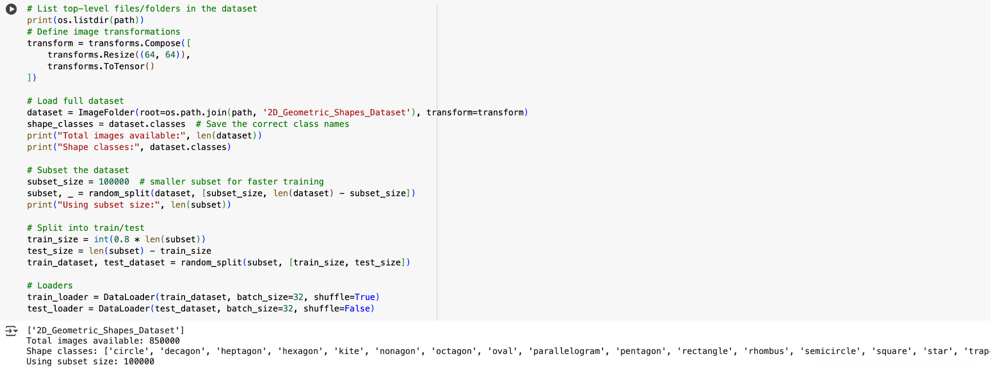 # List top-level files/folders in the dataset
print(os.listdir(path))
# Define image transformations
transform = transforms.Compose([
    transforms.Resize((64, 64)),
    transforms.ToTensor()
])

# Load full dataset
dataset = ImageFolder(root=os.path.join(path, '2D_Geometric_Shapes_Dataset'), transform=transform)
shape_classes = dataset.classes  # Save the correct class names
print("Total images available:", len(dataset))
print("Shape classes:", dataset.classes)

# Subset the dataset
subset_size = 100000  # smaller subset for faster training
subset, _ = random_split(dataset, [subset_size, len(dataset) - subset_size])
print("Using subset size:", len(subset))

# Split into train/test
train_size = int(0.8 * len(subset))
test_size = len(subset) - train_size
train_dataset, test_dataset = random_split(subset, [train_size, test_size])

# Loaders
train_loader = DataLoader(train_dataset, batch_size=32, shuffle=True)
test_loader = DataLoader(test_dataset, batch_size=32, shuffle=False)
['2D_Geometric_Shapes_Dataset']
Total images available: 850000
Shape classes: ['circle', 'decagon', 'heptagon', 'hexagon', 'kite', 'nonagon', 'octagon', 'oval', 'parallelogram', 'pentagon', 'rectangle', 'rhombus', 'semicircle', 'square', 'star', 'trap
Using subset size: 100000